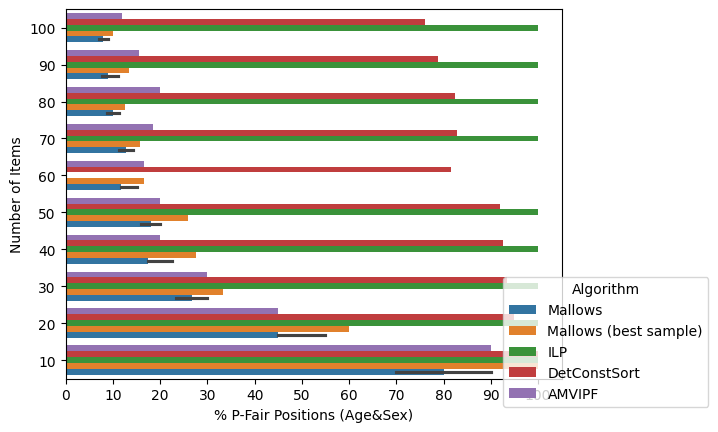 100
90
80
70
60
50
40
30
20
10
Number of Items
0 10 20 30 40 50 60 70 80 90 100
% P-Fair Positions (Age&Sex)
Algorithm
Mallows
Mallows (best sample)
ILP
DetConstSort
AMVIPF